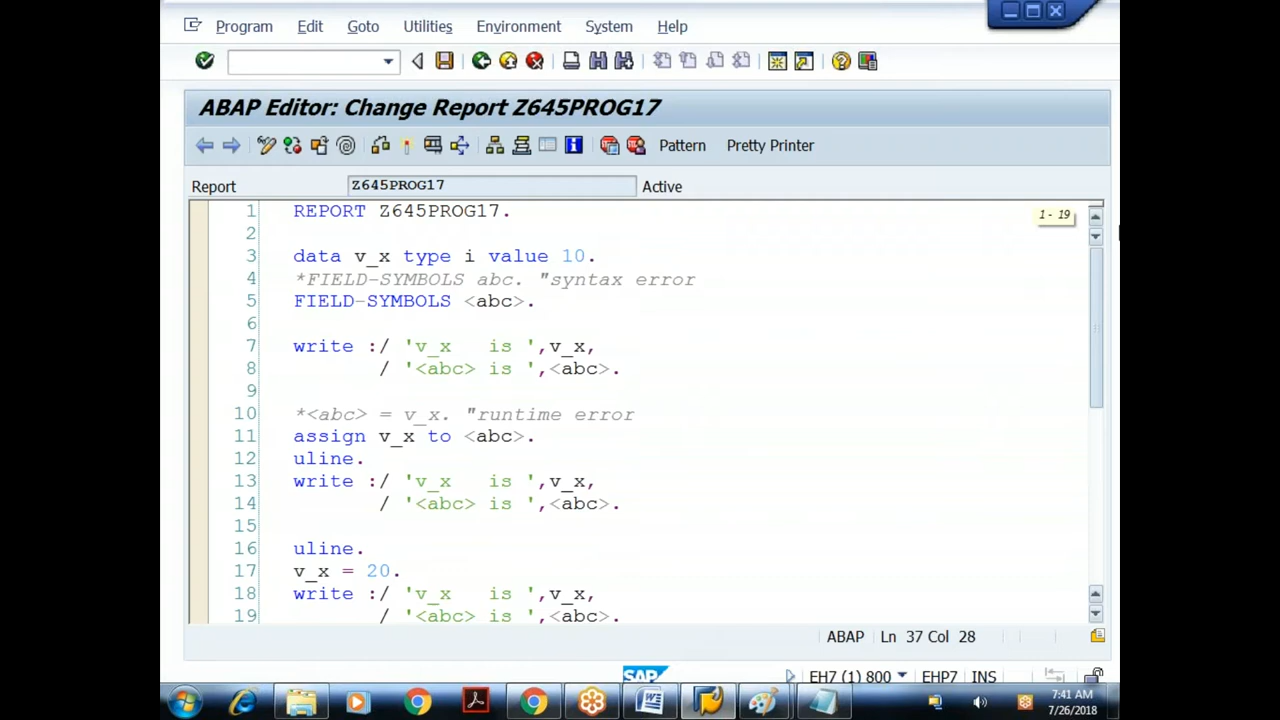 Program Edit Goto Utilities Environment System Help
ABAP Editor: Change Report Z645PROG17
Pattern Pretty Printer
Report Z645PROG17 Active
1 REPORT Z645PROG17. 1 - 19
2
3 data v_x type i value 10.
4 *FIELD-SYMBOLS abc. "syntax error
5 FIELD-SYMBOLS <abc>.
6
7 write :/ 'v_x   is ',v_x,
8 / '<abc> is ',<abc>.
9
10 *<abc> = v_x. "runtime error
11 assign v_x to <abc>.
12 uline.
13 write :/ 'v_x   is ',v_x,
14 / '<abc> is ',<abc>.
15
16 uline.
17 v_x = 20.
18 write :/ 'v_x   is ',v_x,
19 / '<abc> is ',<abc>.
ABAP Ln 37 Col 28
SAP EH7 (1) 800 EHP7 INS
7:41 AM
7/26/2018